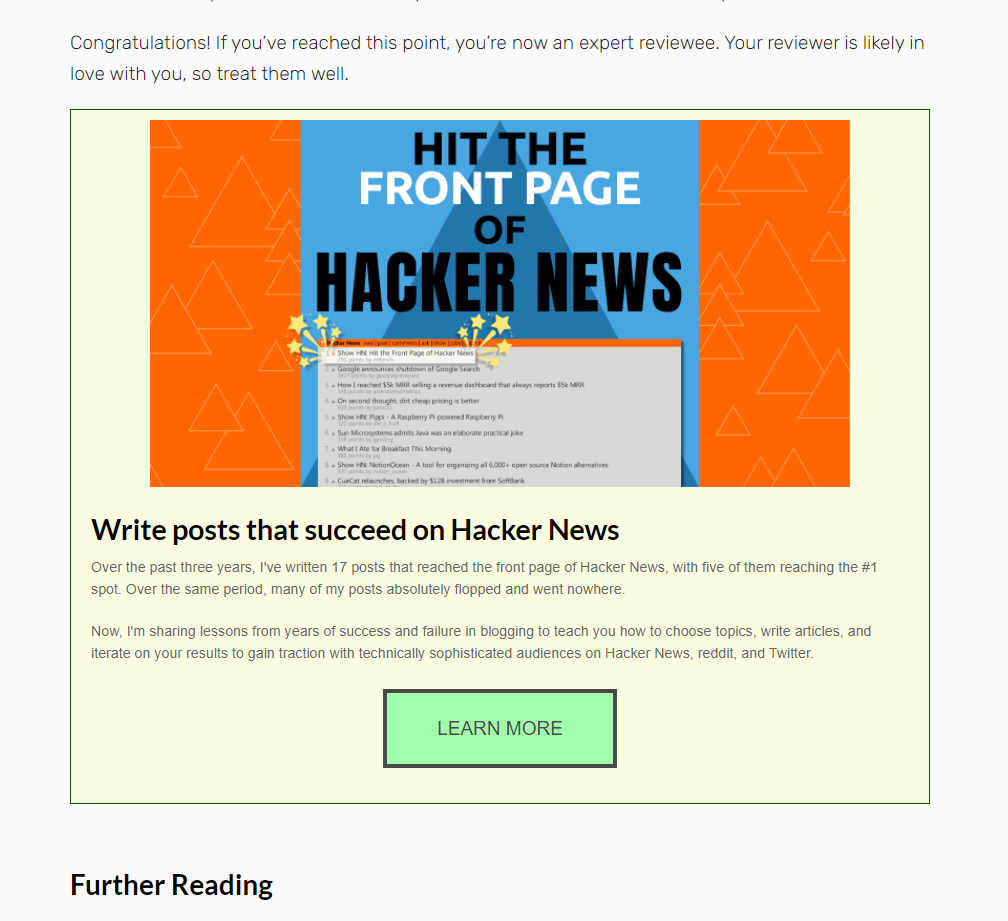 Congratulations! If you’ve reached this point, you’re now an expert reviewee. Your reviewer is likely in
love with you, so treat them well.
HIT THE
FRONT PAGE
OF
HACKER NEWS
Hacker News new | past | comments | ask | show | jobs |
1. Show HN: Hit the Front Page of Hacker News
2. Google announces shutdown of Google Search
3. How I reached $5k MRR selling a revenue dashboard that always reports $5k MRR
4. On second thought, dirt cheap pricing is better
5. Show HN: Pippi - A Raspberry Pi-powered Raspberry Pi
6. Sun Microsystems admits Java was an elaborate practical joke
7. What I Ate for Breakfast This Morning
8. Show HN: NotionOcean - A tool for organizing all 6,000+ open source Notion alternatives
9. CueCat relaunches, backed by $12B investment from SoftBank
Write posts that succeed on Hacker News
Over the past three years, I've written 17 posts that reached the front page of Hacker News, with five of them reaching the #1
spot. Over the same period, many of my posts absolutely flopped and went nowhere.
Now, I'm sharing lessons from years of success and failure in blogging to teach you how to choose topics, write articles, and
iterate on your results to gain traction with technically sophisticated audiences on Hacker News, reddit, and Twitter.
LEARN MORE
Further Reading